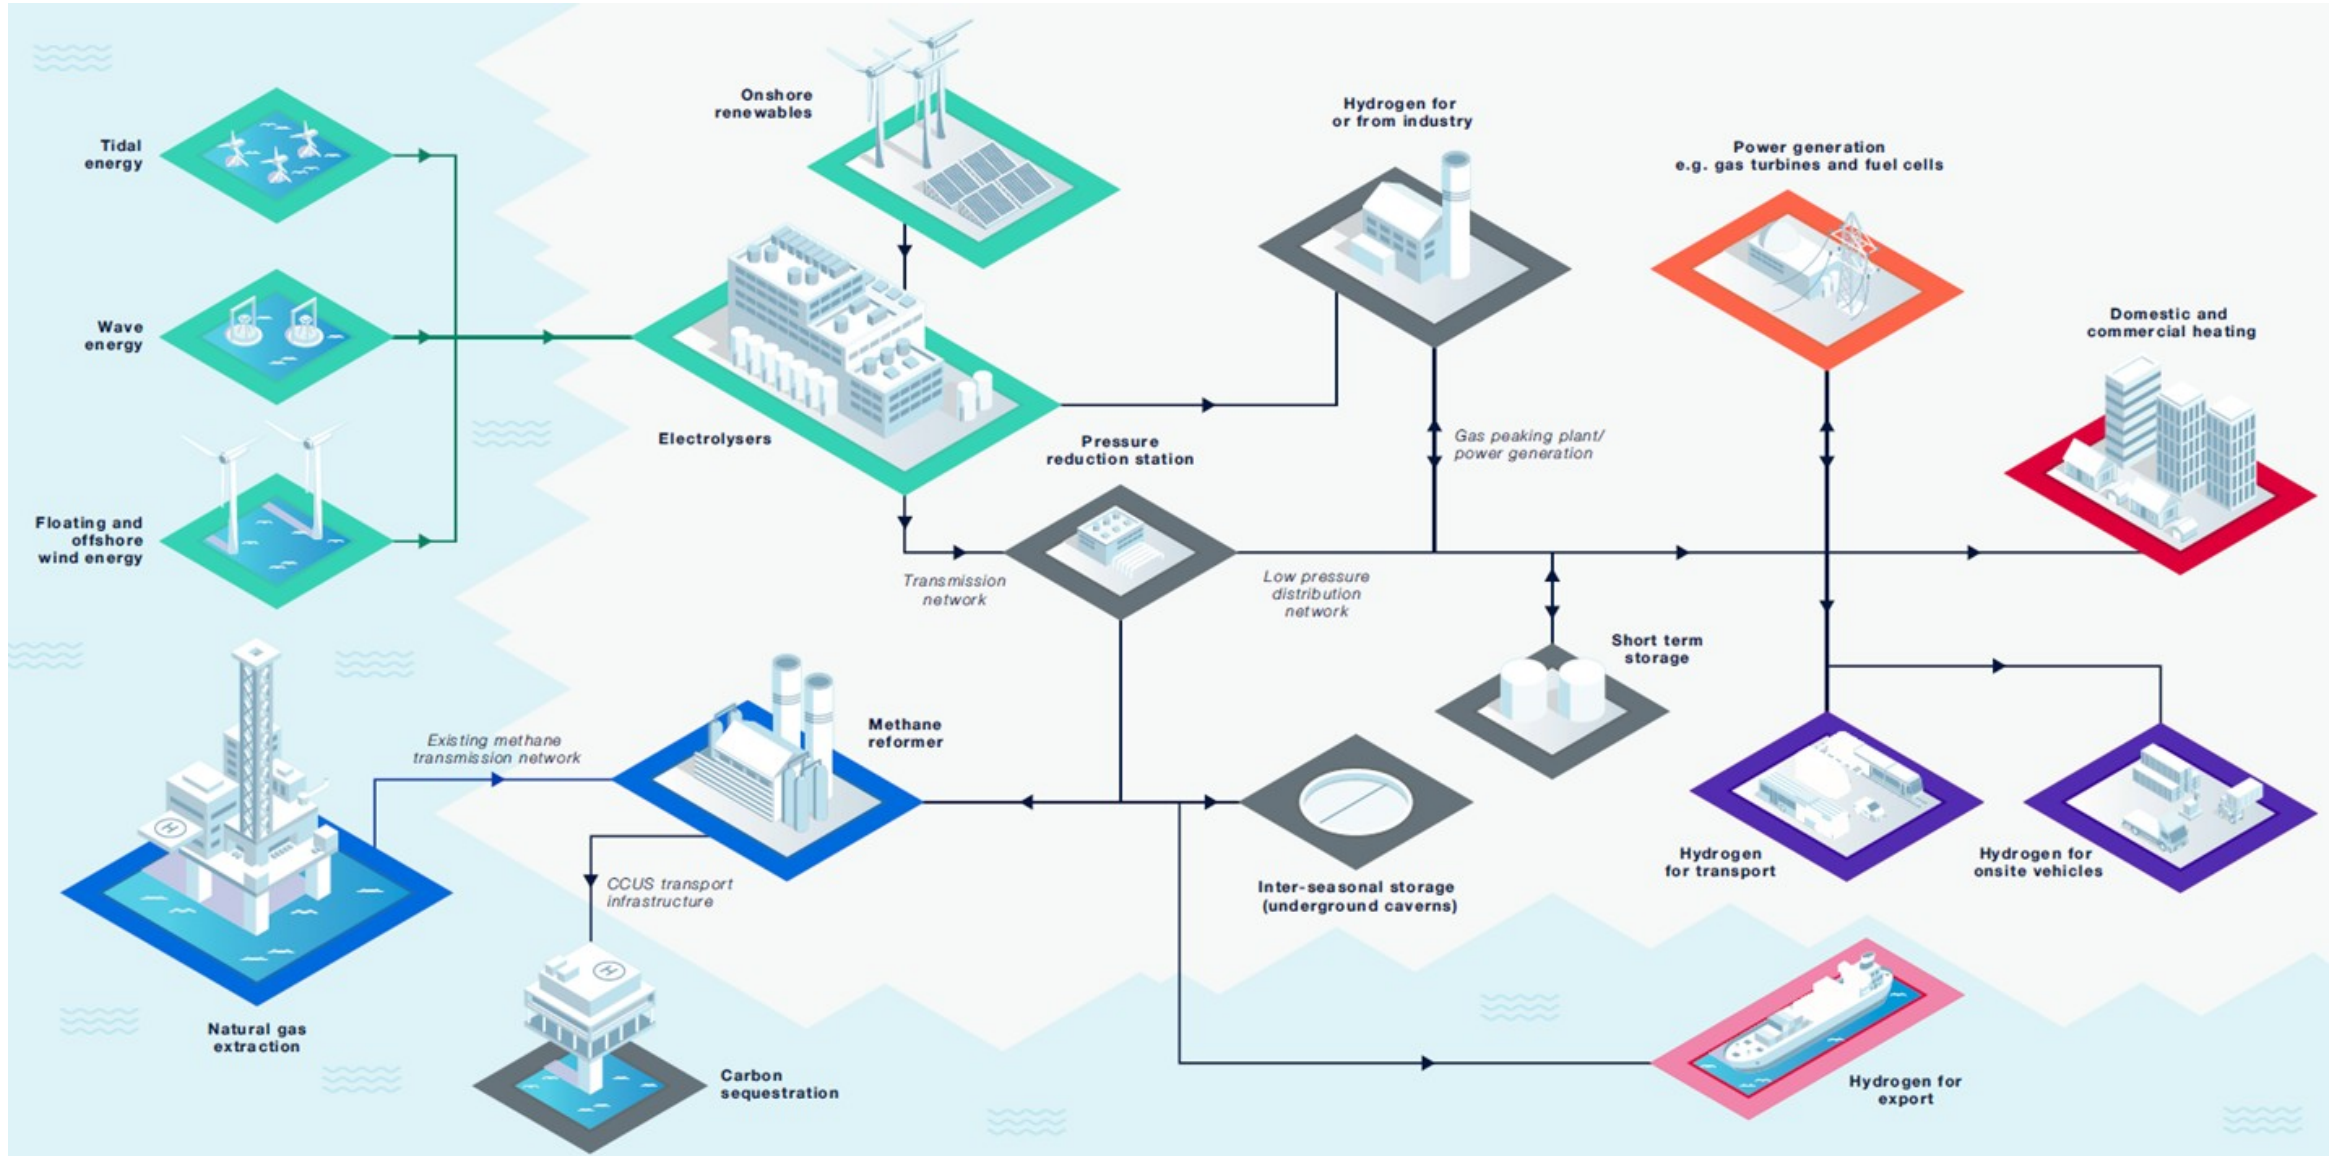 Onshore
renewables
Hydrogen for
or from industry
Power generation
e.g. gas turbines and fuel cells
Tidal
energy
Wave
energy
Domestic and
commercial heating
Electrolysers
Pressure
reduction station
Gas peaking plant/
power generation
Floating and
offshore
wind energy
Transmission
network
Low pressure
distribution
network
Short term
storage
Existing methane
transmission network
Methane
reformer
H
CCUS transport
infrastructure
Inter-seasonal storage
(underground caverns)
Hydrogen
for transport
Hydrogen for
onsite vehicles
H
Natural gas
extraction
Carbon
sequestration
Hydrogen for
export